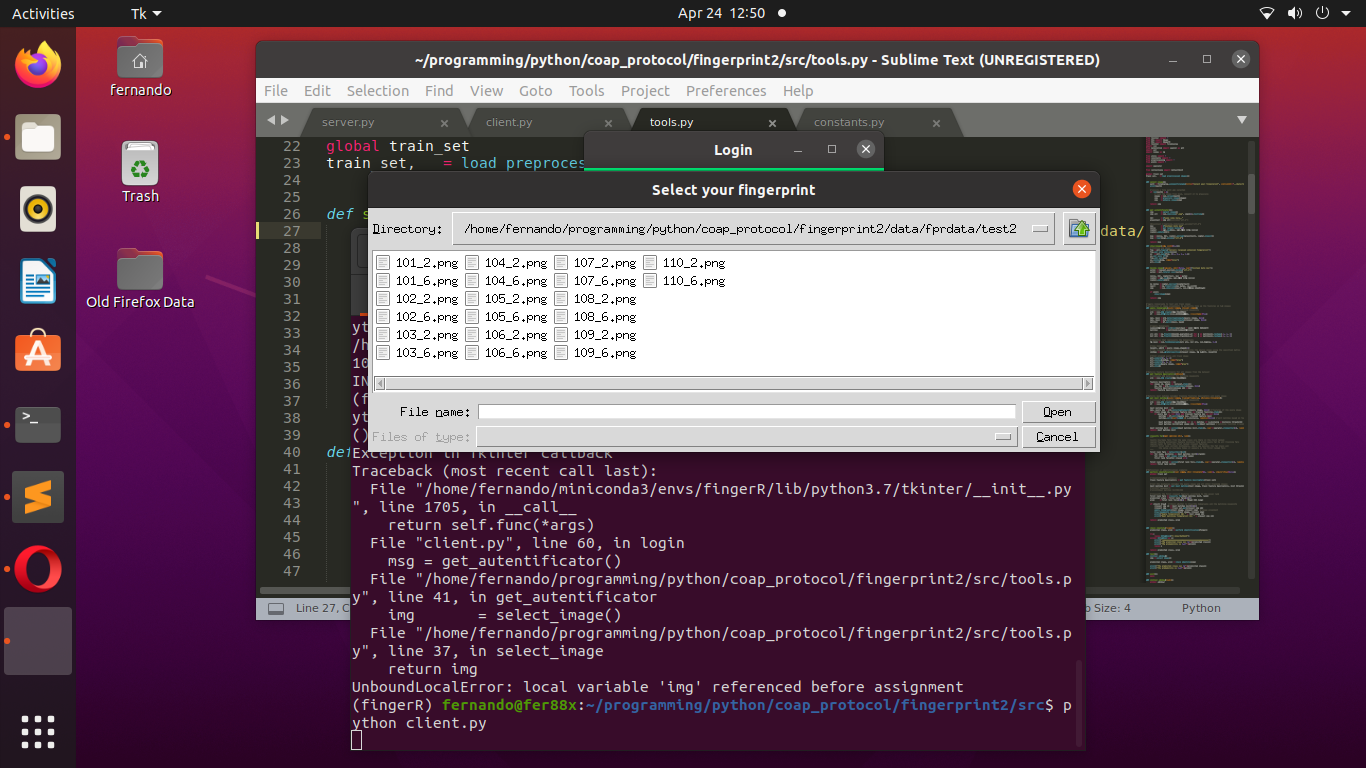 Activities
Tk
Apr 24 12:50
fernando
Trash
Old Firefox Data
~/programming/python/coap_protocol/fingerprint2/src/tools.py - Sublime Text (UNREGISTERED)
File Edit Selection Find View Goto Tools Project Preferences Help
server.py client.py tools.py constants.py
22 global train_set
23 train_set, _ = load_preproces
24
25
26 def s
27 data/
28
29
30
31
32
33
34
35
36
37
38
39
40 def
41
42
43
44
45
46
47
Line 27, C
b Size: 4
Python
Login
Select your fingerprint
Directory: /home/fernando/programming/python/coap_protocol/fingerprint2/data/fprdata/test2
101_2.png 104_2.png 107_2.png 110_2.png
101_6.png 104_6.png 107_6.png 110_6.png
102_2.png 105_2.png 108_2.png
102_6.png 105_6.png 108_6.png
103_2.png 106_2.png 109_2.png
103_6.png 106_6.png 109_6.png
File name:
Open
Files of type:
Cancel
yt
/h
10
IN
(f
yt
()
Exception in Tkinter callback
Traceback (most recent call last):
File "/home/fernando/miniconda3/envs/fingerR/lib/python3.7/tkinter/__init__.py
", line 1705, in __call__
return self.func(*args)
File "client.py", line 60, in login
msg = get_autentificator()
File "/home/fernando/programming/python/coap_protocol/fingerprint2/src/tools.p
y", line 41, in get_autentificator
img = select_image()
File "/home/fernando/programming/python/coap_protocol/fingerprint2/src/tools.p
y", line 37, in select_image
return img
UnboundLocalError: local variable 'img' referenced before assignment
(fingerR) fernando@fer88x:~/programming/python/coap_protocol/fingerprint2/src$ p
ython client.py